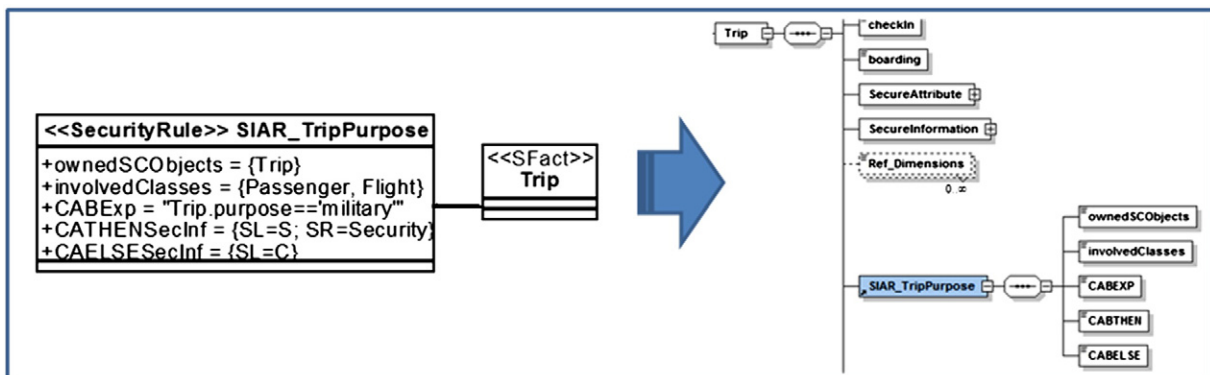 <<SecurityRule>> SIAR_TripPurpose
+ownedSCObjects = {Trip}
+involvedClasses = {Passenger, Flight}
+CABExp = "Trip.purpose=='military'"
+CATHENSecInf = {SL=S; SR=Security}
+CAELSESecInf = {SL=C}
<<SFact>>
Trip
Trip
checkIn
boarding
SecureAttribute
SecureInformation
Ref_Dimensions
0..∞
SIAR_TripPurpose
ownedSCObjects
involvedClasses
CABEXP
CABTHEN
CABELSE